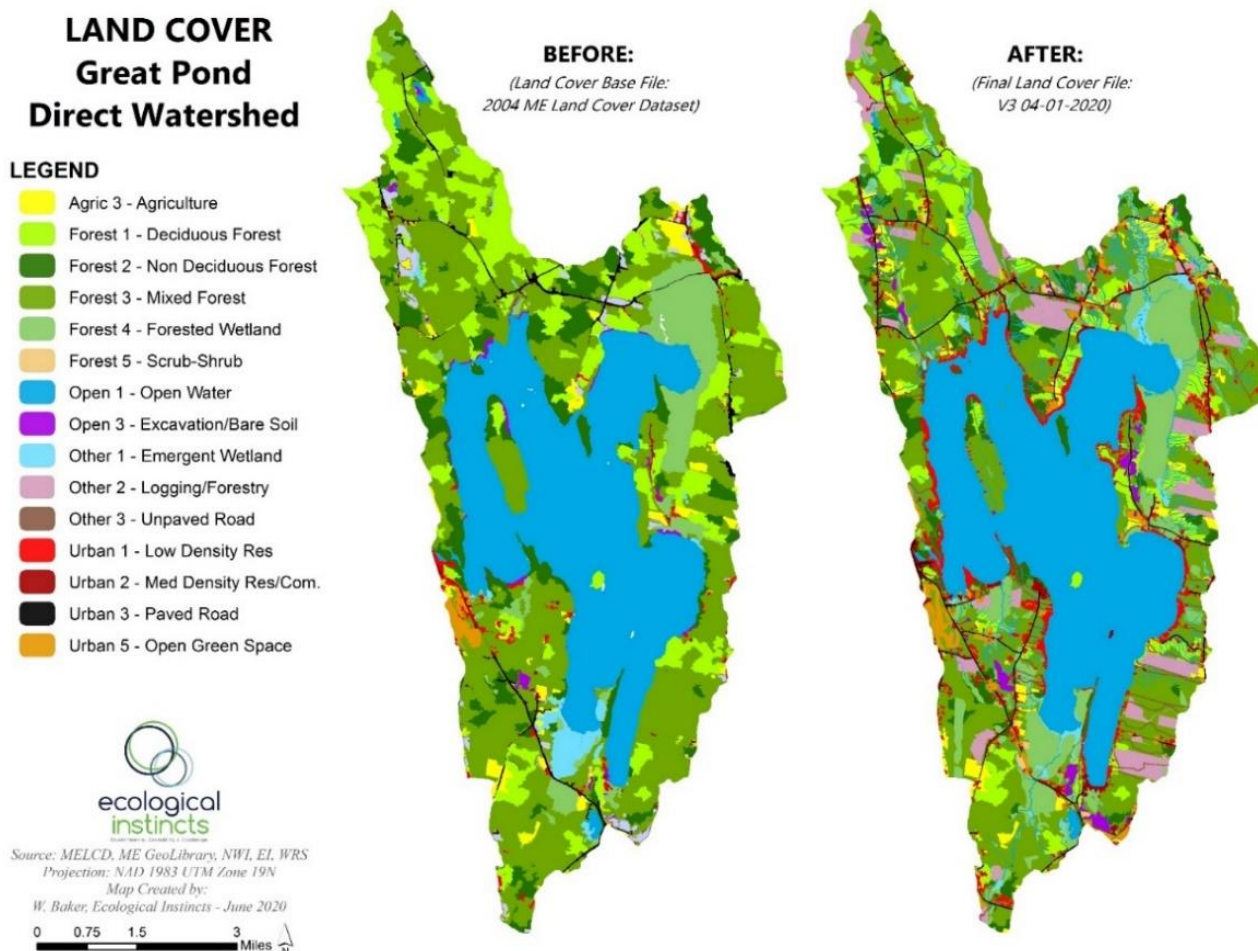 LAND COVER
Great Pond
Direct Watershed
BEFORE:
(Land Cover Base File:
2004 ME Land Cover Dataset)
AFTER:
(Final Land Cover File:
V3 04-01-2020)
LEGEND
Agric 3 - Agriculture
Forest 1 - Deciduous Forest
Forest 2 - Non Deciduous Forest
Forest 3 - Mixed Forest
Forest 4 - Forested Wetland
Forest 5 - Scrub-Shrub
Open 1 - Open Water
Open 3 - Excavation/Bare Soil
Other 1 - Emergent Wetland
Other 2 - Logging/Forestry
Other 3 - Unpaved Road
Urban 1 - Low Density Res
Urban 2 - Med Density Res/Com.
Urban 3 - Paved Road
Urban 5 - Open Green Space
ecological
instincts
Source: MELCD, ME GeoLibrary, NWI, EI, WRS
Projection: NAD 1983 UTM Zone 19N
Map Created by:
W. Baker, Ecological Instincts - June 2020
0 0.75 1.5 3
Miles
N